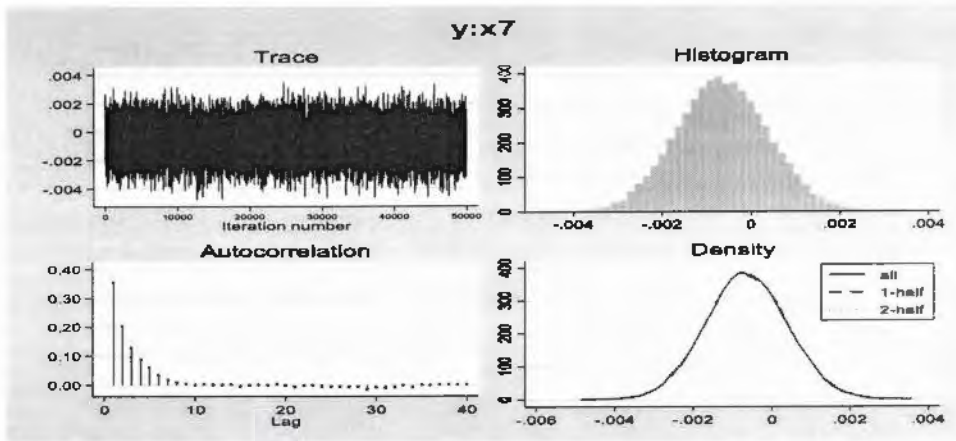 y:x7
Trace
.004
.002
0
-.002
-.004
0 10000 20000 30000 40000 50000
Iteration number
Histogram
400
300
200
100
0
-.004 -.002 0 .002 .004
Autocorrelation
0.40
0.30
0.20
0.10
0.00
0 10 20 30 40
Lag
Density
400
300
200
100
0
-.006 -.004 -.002 0 .002 .004
all
1-half
2-half